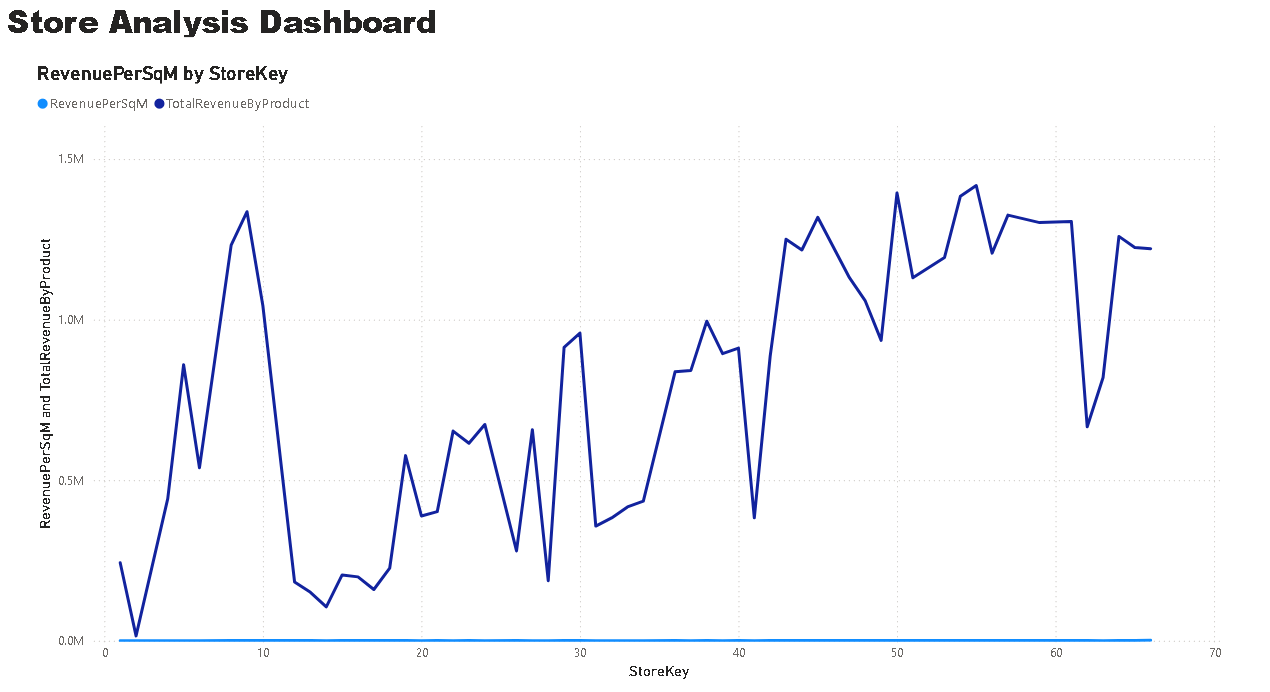 Store Analysis Dashboard
RevenuePerSqM by StoreKey
RevenuePerSqM TotalRevenueByProduct
1.5M
1.0M
0.5M
0.0M
RevenuePerSqM and TotalRevenueByProduct
0 10 20 30 40 50 60 70
StoreKey